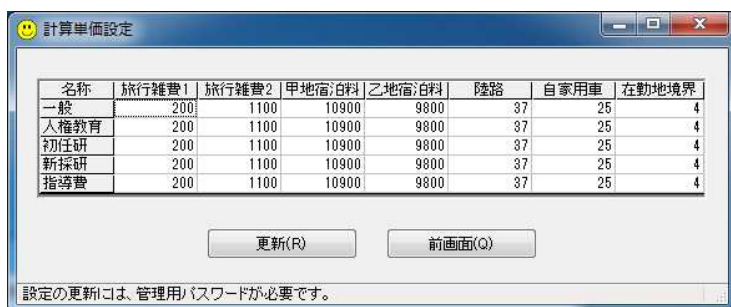 計算単価設定
名称 旅行雑費1 旅行雑費2 甲地宿泊料 乙地宿泊料 陸路 自家用車 在勤地境界
一般 200 1100 10900 9800 37 25 4
人権教育 200 1100 10900 9800 37 25 4
初任研 200 1100 10900 9800 37 25 4
新採研 200 1100 10900 9800 37 25 4
指導費 200 1100 10900 9800 37 25 4
更新(R) 前画面(Q)
設定の更新には、管理用パスワードが必要です。